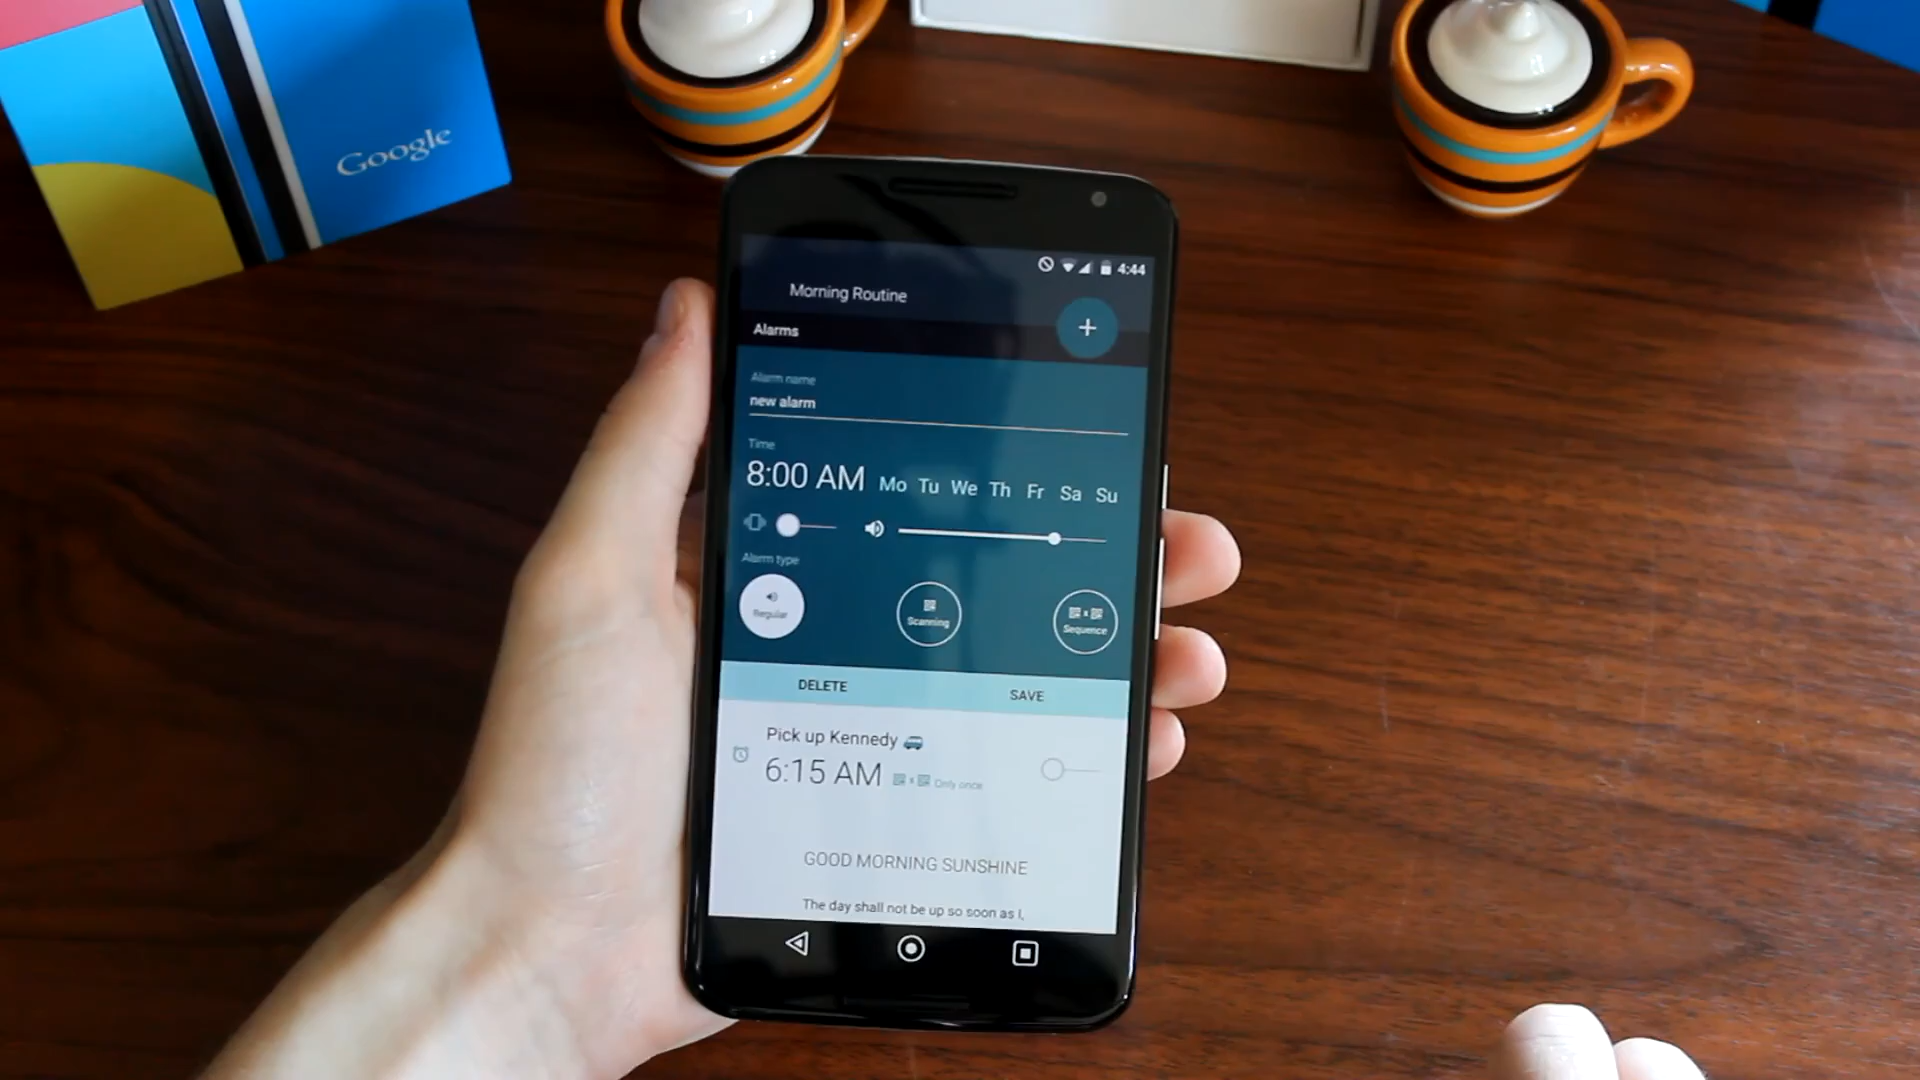 Google
4:44
Morning Routine
+
Alarms
Alarm name
new alarm
Time
8:00 AM Mo Tu We Th Fr Sa Su
Alarm type
Regular Scanning Sequence
DELETE SAVE
Pick up Kennedy
6:15 AM Only once
GOOD MORNING SUNSHINE
The day shall not be up so soon as I,